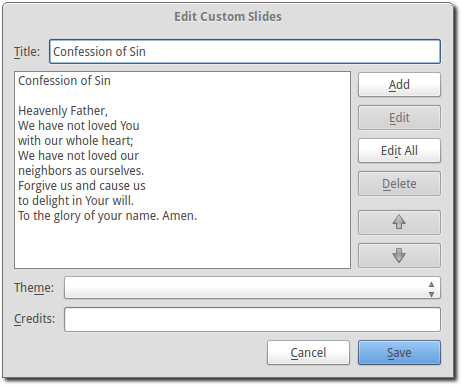 Edit Custom Slides
Title: Confession of Sin
Confession of Sin
Heavenly Father,
We have not loved You
with our whole heart;
We have not loved our
neighbors as ourselves.
Forgive us and cause us
to delight in Your will.
To the glory of your name. Amen.
Add
Edit
Edit All
Delete
Theme:
Credits:
Cancel
Save